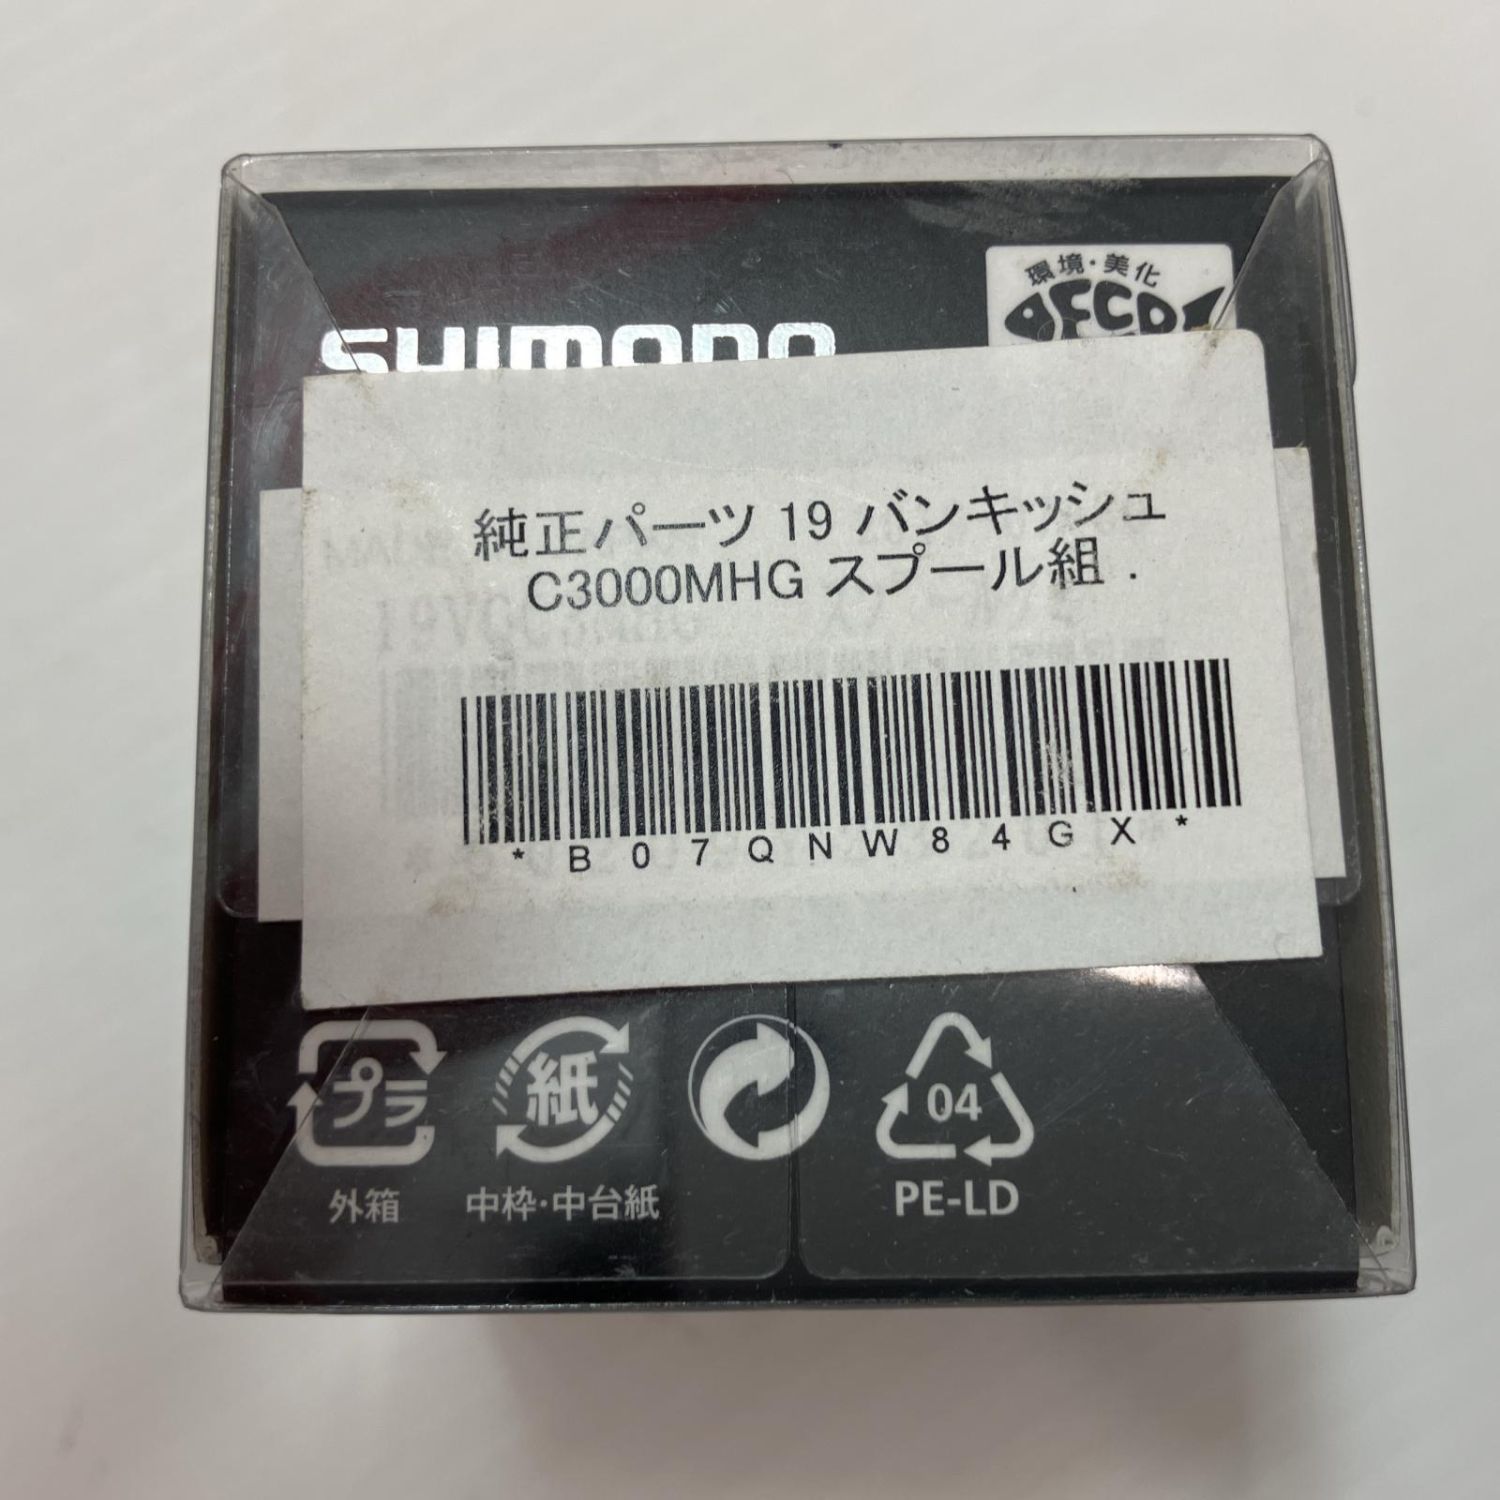 環境・美化
FCD
SHIMANO
純正パーツ 19 バンキッシュ
C3000MHG スプール組 .
*B07QNW84GX*
プラ
紙
04
外箱
中枠・中台紙
PE-LD